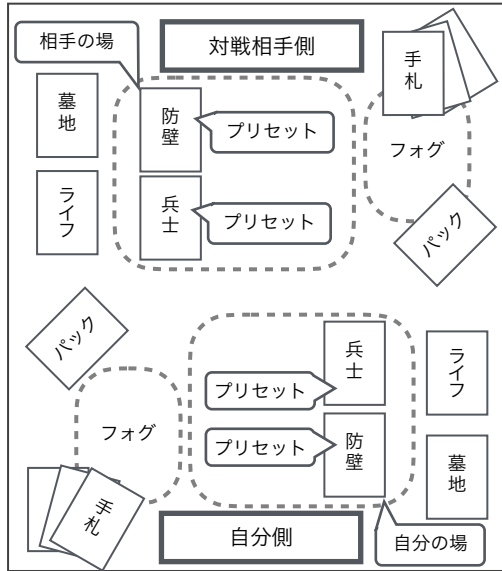 相手の場
対戦相手側
手札
墓地
防壁
プリセット
フォグ
ライフ
兵士
プリセット
パック
パック
兵士
ライフ
プリセット
フォグ
プリセット
防壁
墓地
手札
自分側
自分の場